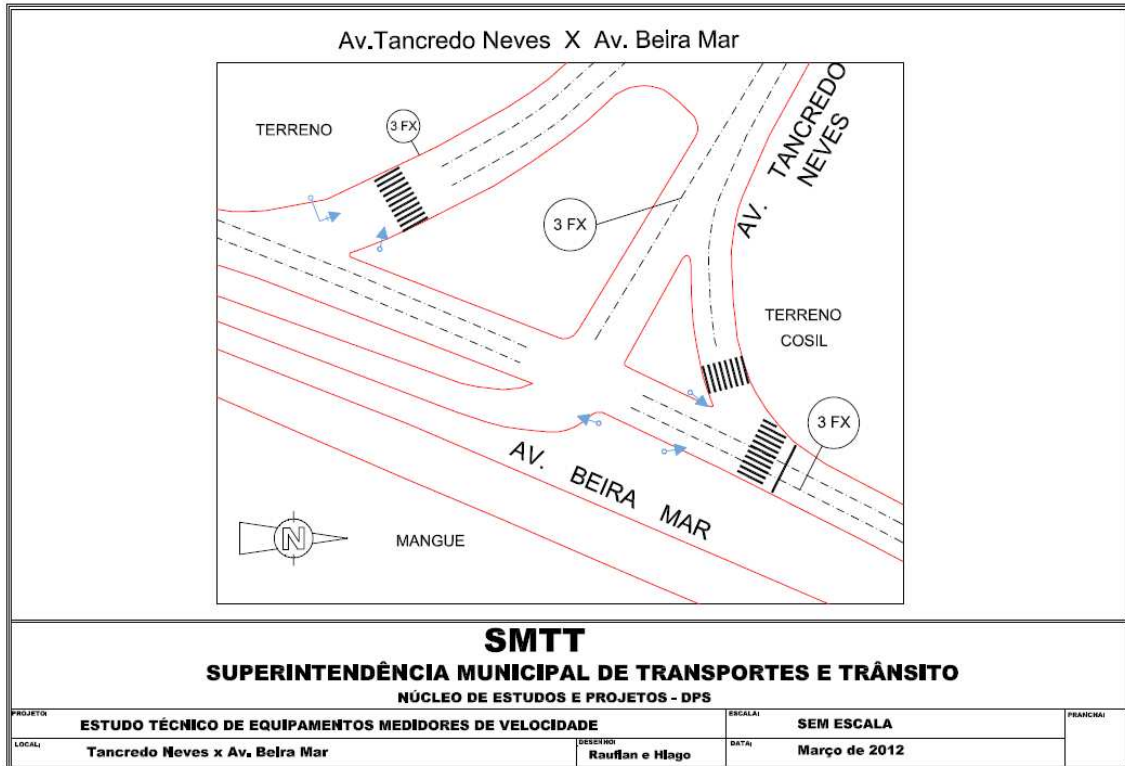 Av.Tancredo Neves X Av. Beira Mar
TERRENO
3 FX
AV. TANCREDO
NEVES
3 FX
TERRENO
COSIL
3 FX
AV. BEIRA MAR
N
MANGUE
SMTT
SUPERINTENDÊNCIA MUNICIPAL DE TRANSPORTES E TRÂNSITO
NÚCLEO DE ESTUDOS E PROJETOS - DPS
PROJETO: ESTUDO TÉCNICO DE EQUIPAMENTOS MEDIDORES DE VELOCIDADE
ESCALA: SEM ESCALA
PRANCHA:
LOCAL: Tancredo Neves x Av. Beira Mar
DESENHO: Rauflan e Hiago
DATA: Março de 2012